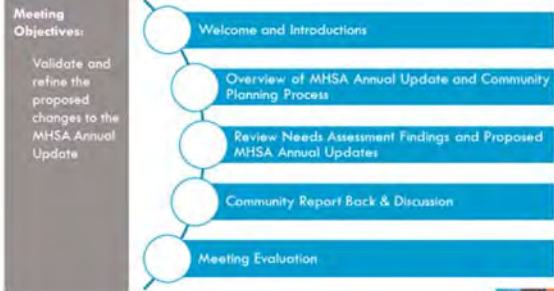 Meeting
Objectives:
Validate and
refine the
proposed
changes to the
MHSA Annual
Update
Welcome and Introductions
Overview of MHSA Annual Update and Community
Planning Process
Review Needs Assessment Findings and Proposed
MHSA Annual Updates
Community Report Back & Discussion
Meeting Evaluation